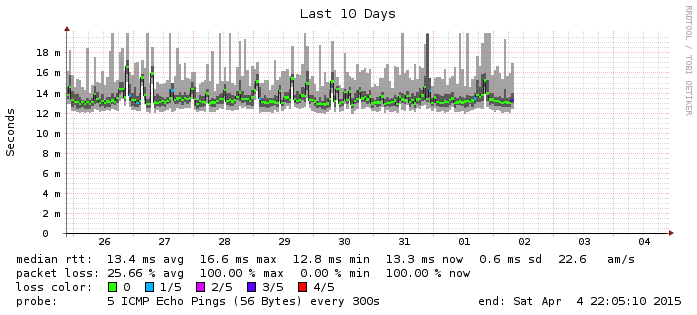 Last 10 Days
RRDTOOL / TOBI OETIKER
Seconds
18 m
16 m
14 m
12 m
10 m
8 m
6 m
4 m
2 m
0
26 27 28 29 30 31 01 02 03 04
median rtt: 13.4 ms avg 16.6 ms max 12.8 ms min 13.3 ms now 0.6 ms sd 22.6 am/s
packet loss: 25.66 % avg 100.00 % max 0.00 % min 100.00 % now
loss color: 0 1/5 2/5 3/5 4/5
probe: 5 ICMP Echo Pings (56 Bytes) every 300s end: Sat Apr 4 22:05:10 2015